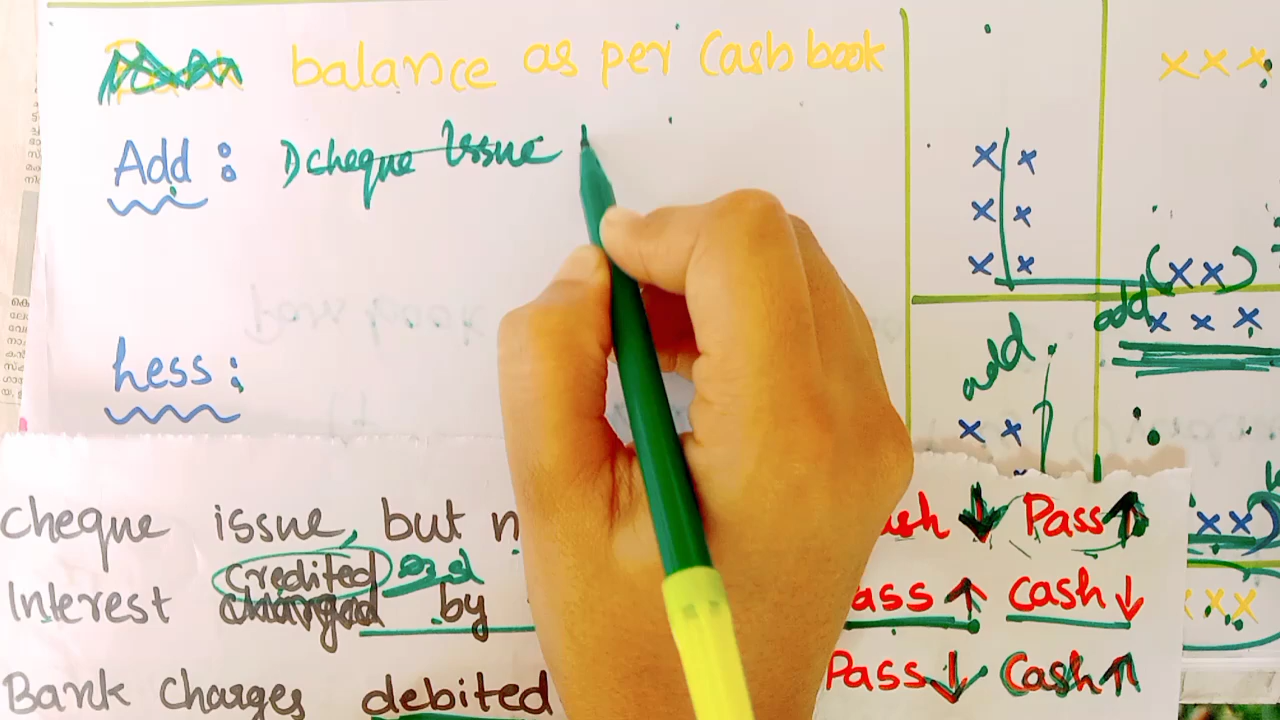 balance as per Cash book
x x x
Add : 1) cheque issue
x x
x x
x x
(x x)
add
x x x
add
Less :
x x
cheque issue, but
Cash ↓ Pass ↑
x x)
credited
Interest charged by
Pass ↑ cash ↓
x x x
Bank Charges debited
Pass ↓ Cash ↑